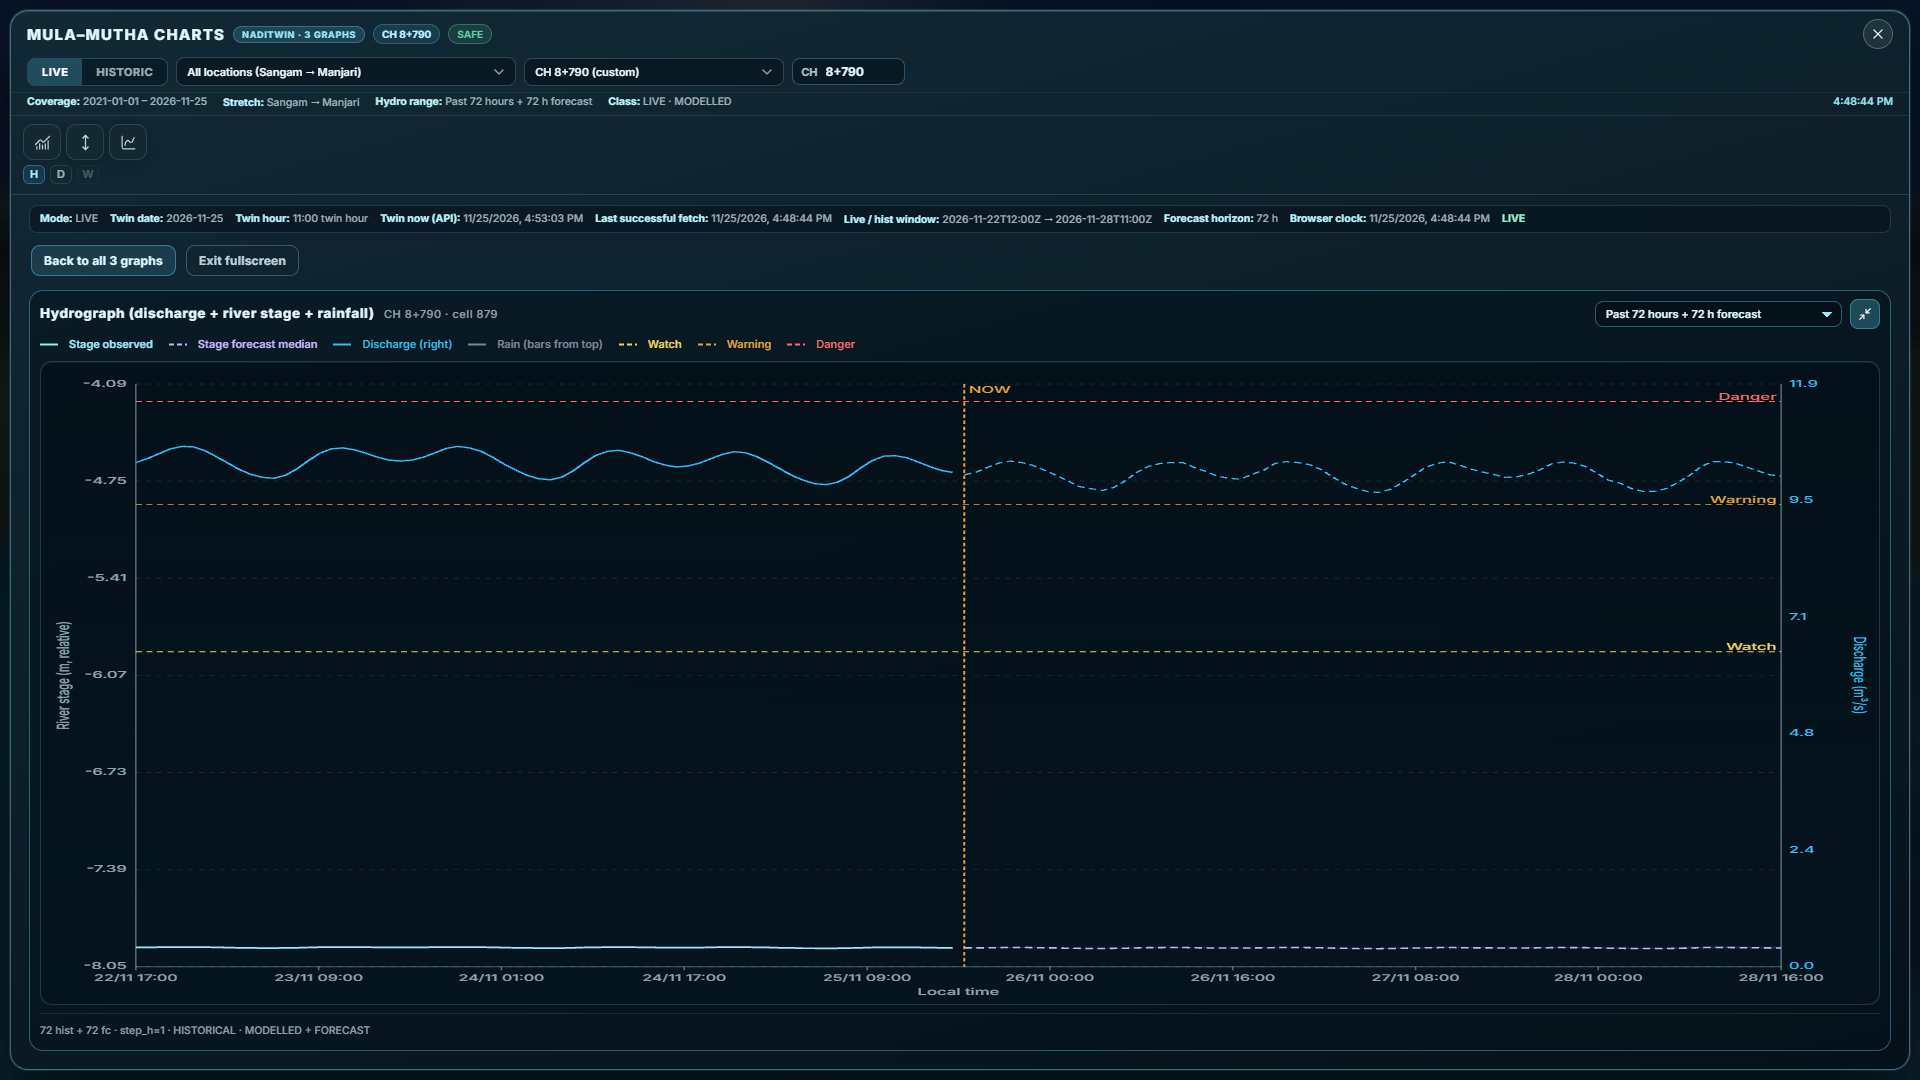 MULA–MUTHA CHARTS NADITWIN · 3 GRAPHS CH 8+790 SAFE
LIVE HISTORIC All locations (Sangam → Manjari) CH 8+790 (custom) CH 8+790
Coverage: 2021-01-01 – 2026-11-25 Stretch: Sangam → Manjari Hydro range: Past 72 hours + 72 h forecast Class: LIVE · MODELLED 4:48:44 PM
H D W
Mode: LIVE Twin date: 2026-11-25 Twin hour: 11:00 twin hour Twin now (API): 11/25/2026, 4:53:03 PM Last successful fetch: 11/25/2026, 4:48:44 PM Live / hist window: 2026-11-22T12:00Z → 2026-11-28T11:00Z Forecast horizon: 72 h Browser clock: 11/25/2026, 4:48:44 PM LIVE
Back to all 3 graphs Exit fullscreen
Hydrograph (discharge + river stage + rainfall) CH 8+790 · cell 879 Past 72 hours + 72 h forecast
Stage observed Stage forecast median Discharge (right) Rain (bars from top) Watch Warning Danger
-4.09 NOW 11.9
Danger
-4.75
Warning 9.5
-5.41
7.1
Watch
-6.07
River stage (m, relative)
Discharge (m³/s)
4.8
-6.73
2.4
-7.39
-8.05 0.0
22/11 17:00 23/11 09:00 24/11 01:00 24/11 17:00 25/11 09:00 26/11 00:00 26/11 16:00 27/11 08:00 28/11 00:00 28/11 16:00
Local time
72 hist + 72 fc · step_h=1 · HISTORICAL · MODELLED + FORECAST